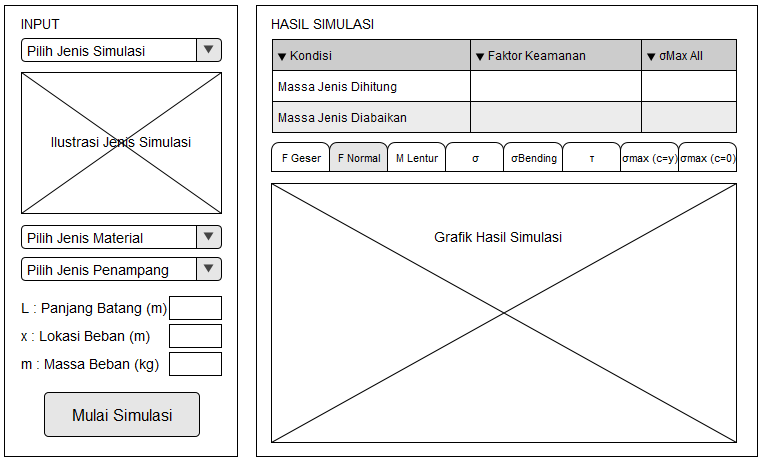 INPUT
Pilih Jenis Simulasi
Ilustrasi Jenis Simulasi
Pilih Jenis Material
Pilih Jenis Penampang
L : Panjang Batang (m)
x : Lokasi Beban (m)
m : Massa Beban (kg)
Mulai Simulasi
HASIL SIMULASI
▼ Kondisi ▼ Faktor Keamanan ▼ σMax All
Massa Jenis Dihitung
Massa Jenis Diabaikan
F Geser F Normal M Lentur σ σBending τ σmax (c=y) σmax (c=0)
Grafik Hasil Simulasi